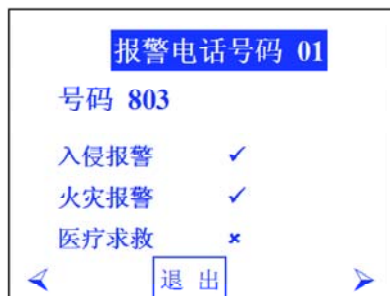 报警电话号码 01
号码 803
入侵报警 ✓
火灾报警 ✓
医疗求救 ×
退 出